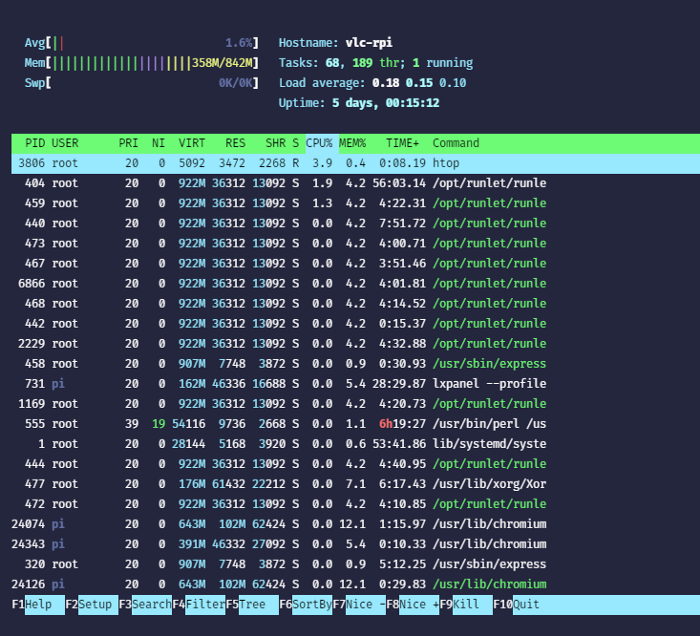 Avg[|| 1.6%] Hostname: vlc-rpi
Mem[|||||||||||||||||||||358M/842M] Tasks: 68, 189 thr; 1 running
Swp[ 0K/0K] Load average: 0.18 0.15 0.10
Uptime: 5 days, 00:15:12
PID USER PRI NI VIRT RES SHR S CPU% MEM% TIME+ Command
3806 root 20 0 5092 3472 2268 R 3.9 0.4 0:08.19 htop
404 root 20 0 922M 36312 13092 S 1.9 4.2 56:03.14 /opt/runlet/runle
459 root 20 0 922M 36312 13092 S 1.3 4.2 4:22.31 /opt/runlet/runle
440 root 20 0 922M 36312 13092 S 0.0 4.2 7:51.72 /opt/runlet/runle
473 root 20 0 922M 36312 13092 S 0.0 4.2 4:00.71 /opt/runlet/runle
467 root 20 0 922M 36312 13092 S 0.0 4.2 3:51.46 /opt/runlet/runle
6866 root 20 0 922M 36312 13092 S 0.0 4.2 4:01.81 /opt/runlet/runle
468 root 20 0 922M 36312 13092 S 0.0 4.2 4:14.52 /opt/runlet/runle
442 root 20 0 922M 36312 13092 S 0.0 4.2 0:15.37 /opt/runlet/runle
2229 root 20 0 922M 36312 13092 S 0.0 4.2 4:32.88 /opt/runlet/runle
458 root 20 0 907M 7748 3872 S 0.0 0.9 0:30.93 /usr/sbin/express
731 pi 20 0 162M 46336 16688 S 0.0 5.4 28:29.87 lxpanel --profile
1169 root 20 0 922M 36312 13092 S 0.0 4.2 4:20.73 /opt/runlet/runle
555 root 39 19 54116 9736 2668 S 0.0 1.1 6h19:27 /usr/bin/perl /us
1 root 20 0 28144 5168 3920 S 0.0 0.6 53:41.86 lib/systemd/syste
444 root 20 0 922M 36312 13092 S 0.0 4.2 4:40.95 /opt/runlet/runle
477 root 20 0 176M 61432 22212 S 0.0 7.1 6:17.43 /usr/lib/xorg/Xor
472 root 20 0 922M 36312 13092 S 0.0 4.2 4:10.85 /opt/runlet/runle
24074 pi 20 0 643M 102M 62424 S 0.0 12.1 1:15.97 /usr/lib/chromium
24343 pi 20 0 391M 46332 27092 S 0.0 5.4 0:10.33 /usr/lib/chromium
320 root 20 0 907M 7748 3872 S 0.0 0.9 5:12.25 /usr/sbin/express
24126 pi 20 0 643M 102M 62424 S 0.0 12.1 0:29.83 /usr/lib/chromium
F1Help F2Setup F3SearchF4FilterF5Tree F6SortByF7Nice -F8Nice +F9Kill F10Quit